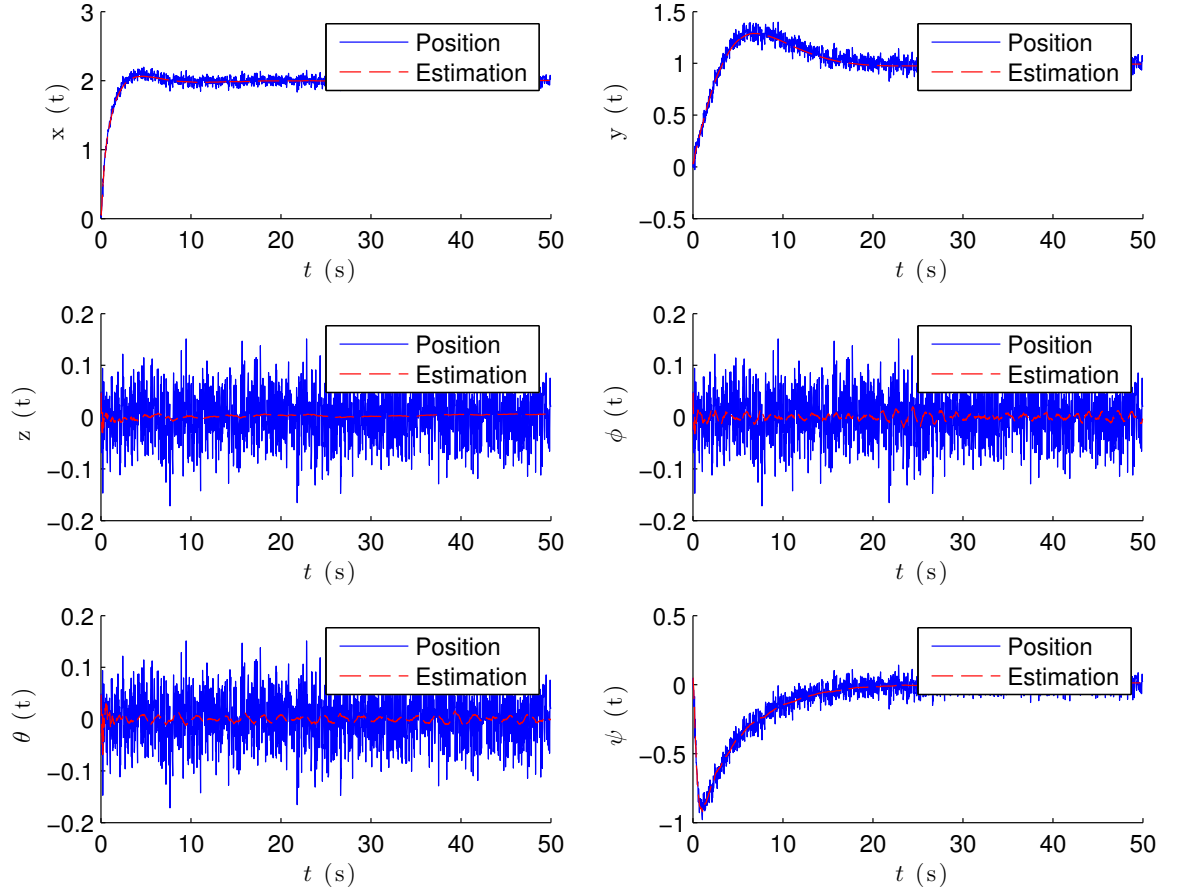 3
2
1
0
x (t)
Position
Estimation
0 10 20 30 40 50
t (s)
1.5
1
0.5
0
−0.5
y (t)
Position
Estimation
0 10 20 30 40 50
t (s)
0.2
0.1
0
−0.1
−0.2
z (t)
Position
Estimation
0 10 20 30 40 50
t (s)
0.2
0.1
0
−0.1
−0.2
ϕ (t)
Position
Estimation
0 10 20 30 40 50
t (s)
0.2
0.1
0
−0.1
−0.2
θ (t)
Position
Estimation
0 10 20 30 40 50
t (s)
0.5
0
−0.5
−1
ψ (t)
Position
Estimation
0 10 20 30 40 50
t (s)